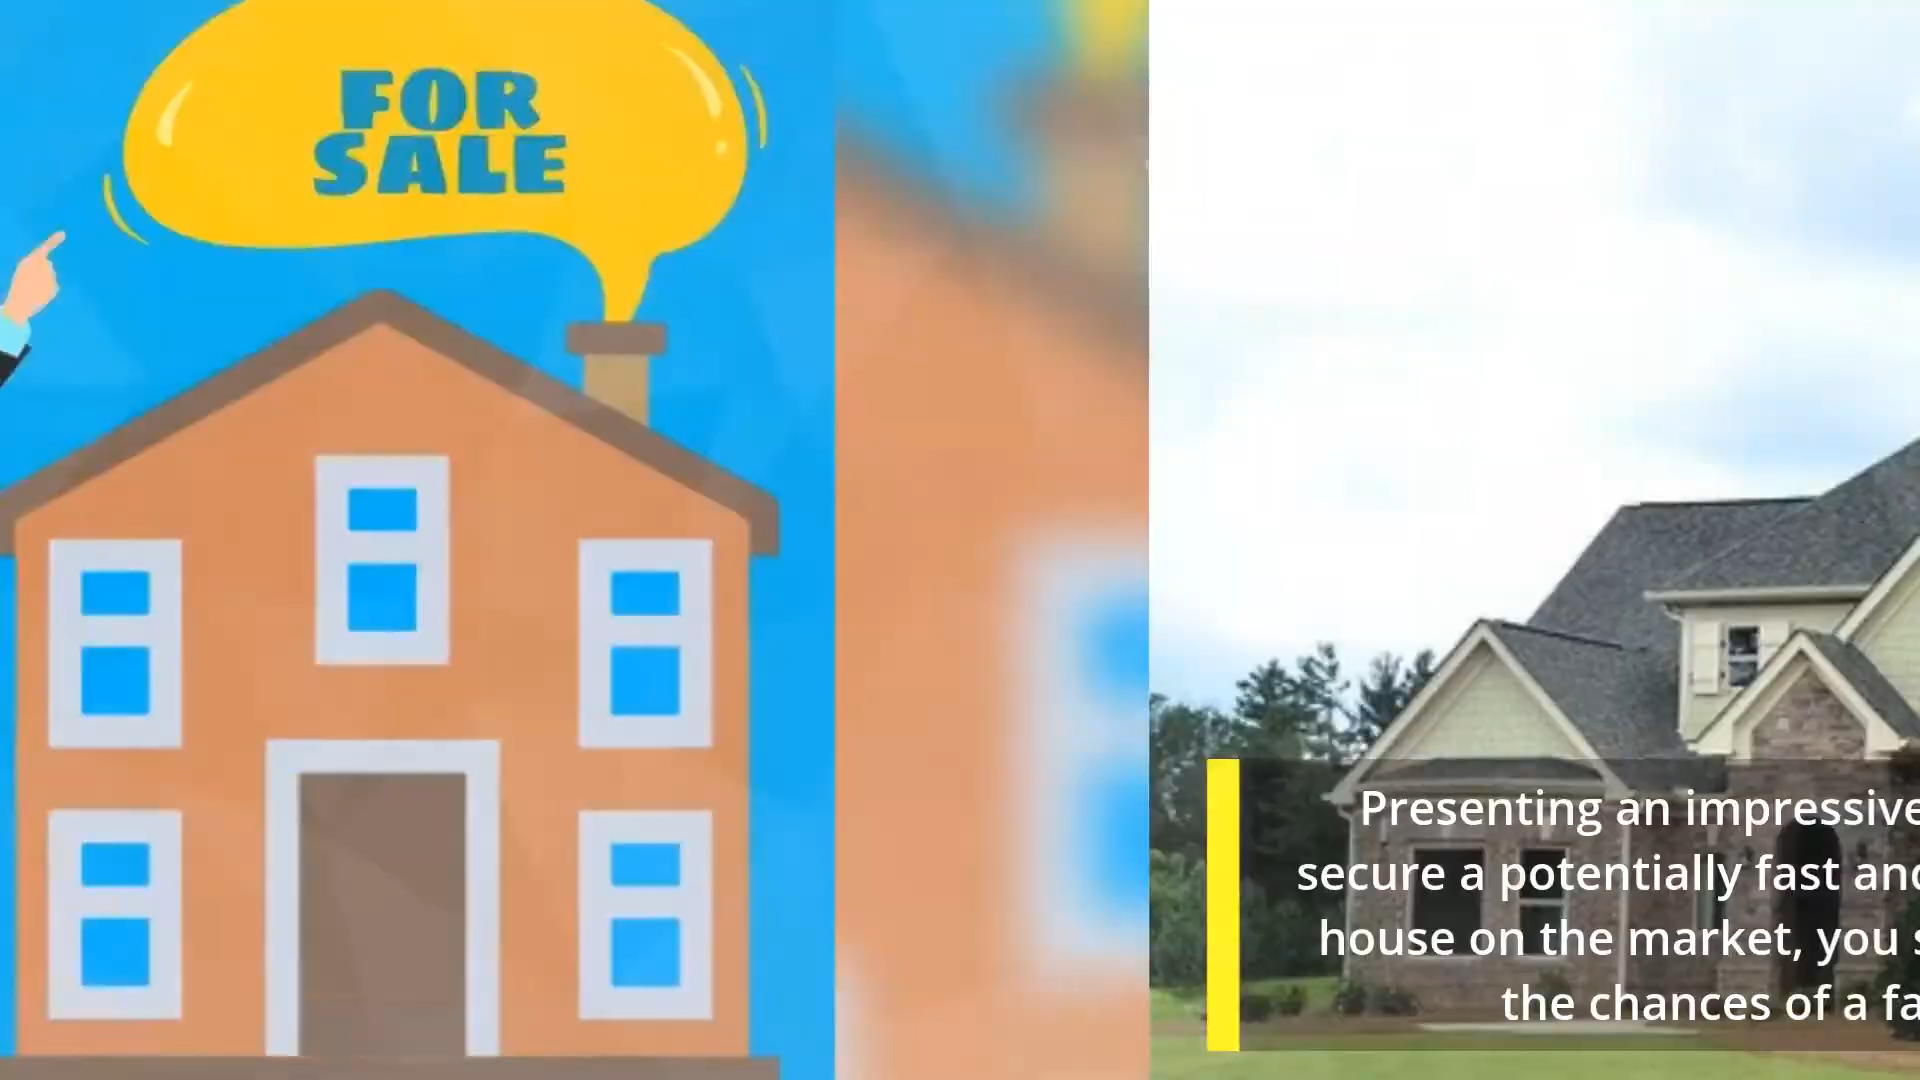 FOR
SALE
Presenting an impressive
secure a potentially fast and
house on the market, you
the chances of a